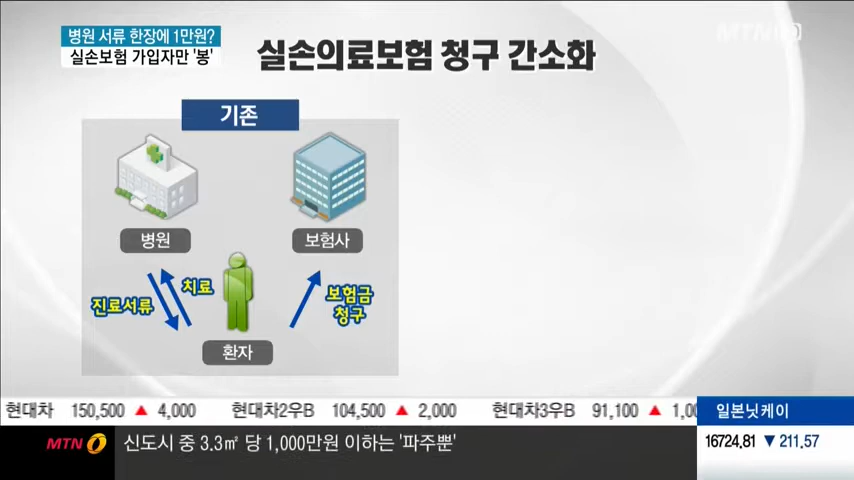 병원 서류 한장에 1만원?
실손보험 가입자만 '봉'
실손의료보험 청구 간소화
MTN
기존
병원
보험사
치료
진료서류
보험금
청구
환자
현대차 150,500 ▲ 4,000 현대차2우B 104,500 ▲ 2,000 현대차3우B 91,100 ▲
일본닛케이
MTN 신도시 중 3.3㎡ 당 1,000만원 이하는 '파주뿐'
16724.81 ▼ 211.57